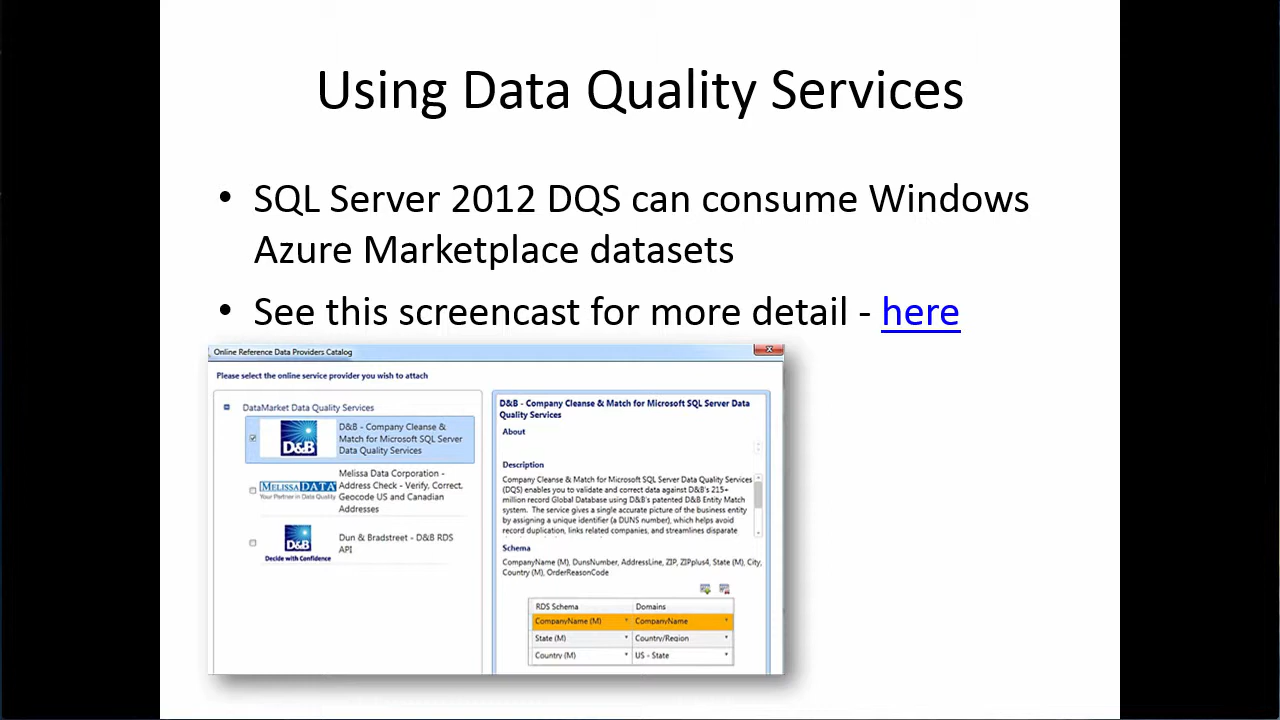 Using Data Quality Services
• SQL Server 2012 DQS can consume Windows
Azure Marketplace datasets
• See this screencast for more detail - here
Online Reference Data Providers Catalog
Please select the online service provider you wish to attach
DataMarket Data Quality Services
D&B
D&B - Company Cleanse &
Match for Microsoft SQL Server
Data Quality Services
MELISSA DATA
Your Partner in Data Quality
Melissa Data Corporation -
Address Check - Verify, Correct,
Geocode US and Canadian
Addresses
D&B
Decide with Confidence
Dun & Bradstreet - D&B RDS
API
D&B - Company Cleanse & Match for Microsoft SQL Server Data
Quality Services
About
Description
Company Cleanse & Match for Microsoft SQL Server Data Quality Services
(DQS) enables you to validate and correct data against D&B's 215+
million record Global Database using D&B's patented D&B Entity Match
system. The service gives a single accurate picture of the business entity
by assigning a unique identifier (a DUNS number), which helps avoid
record duplication, links related companies, and streamlines disparate
Schema
CompanyName (M), DunsNumber, AddressLine, ZIP, ZIPplus4, State (M), City,
Country (M), OrderReasonCode
RDS Schema Domains
CompanyName (M) CompanyName
State (M) Country/Region
Country (M) US - State